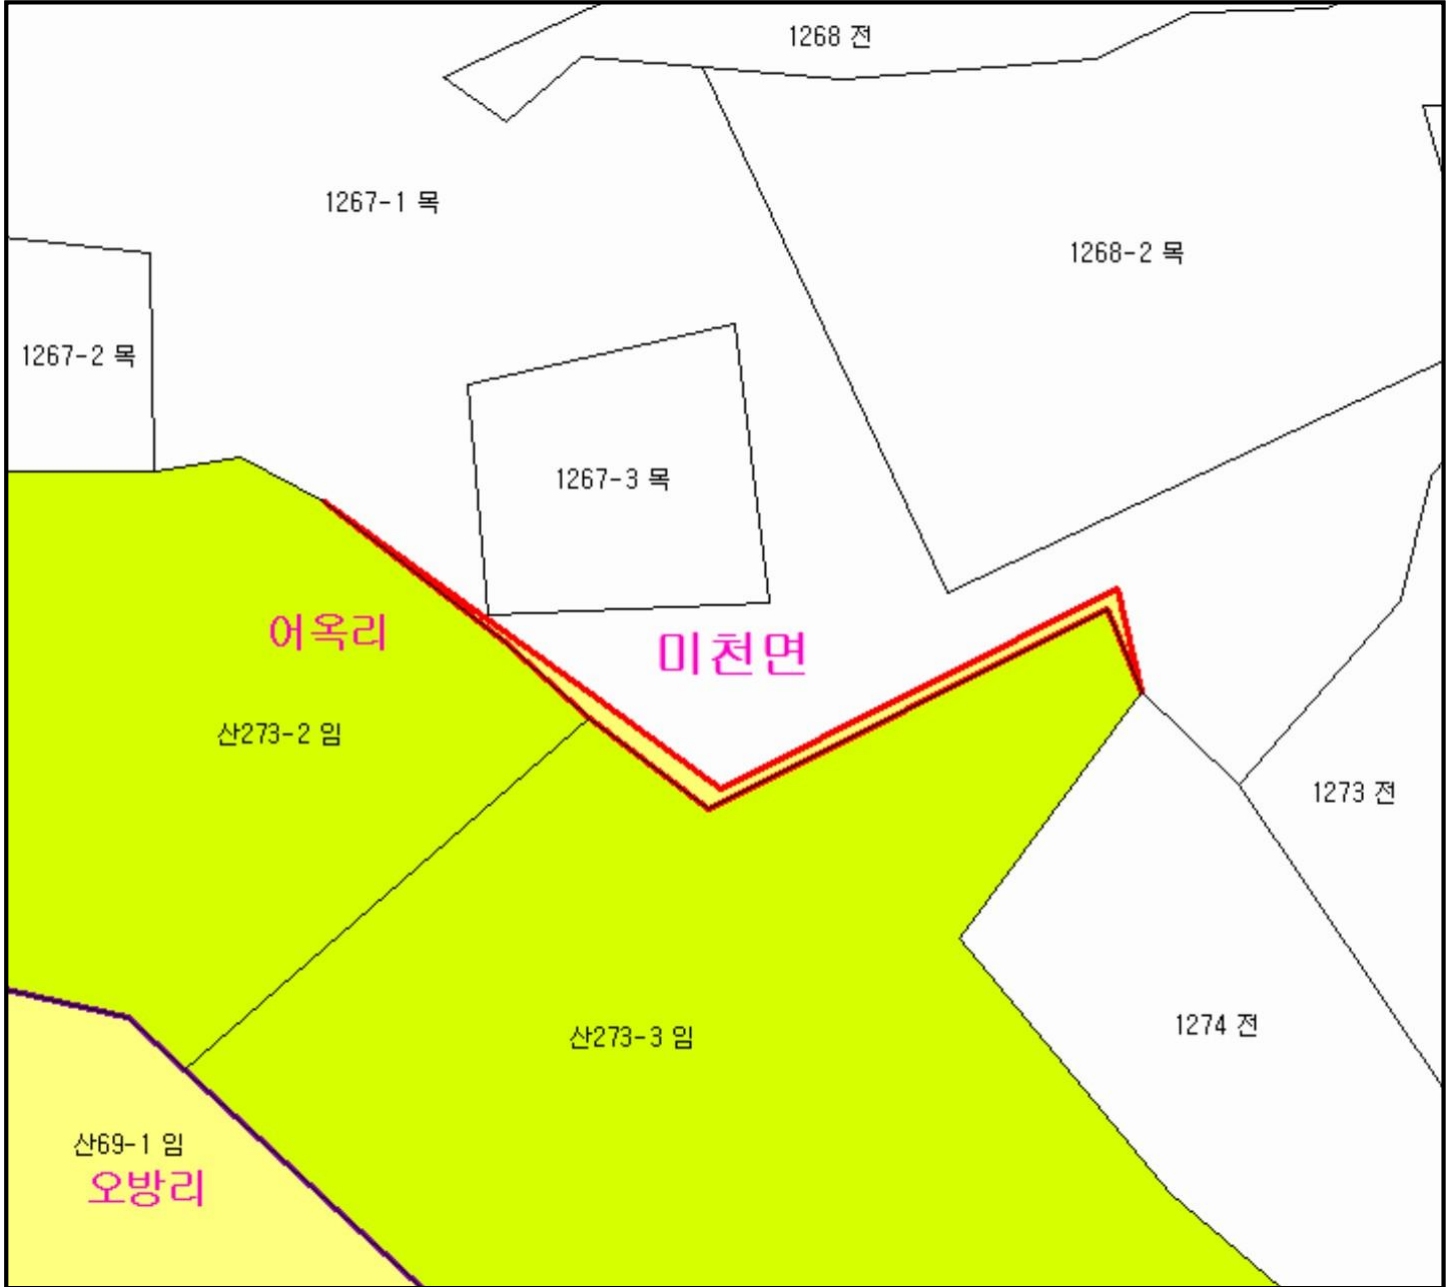 1268 전
1267-1 목
1268-2 목
1267-2 목
1267-3 목
어옥리
미천면
산273-2 임
1273 전
1274 전
산273-3 임
산69-1 임
오방리